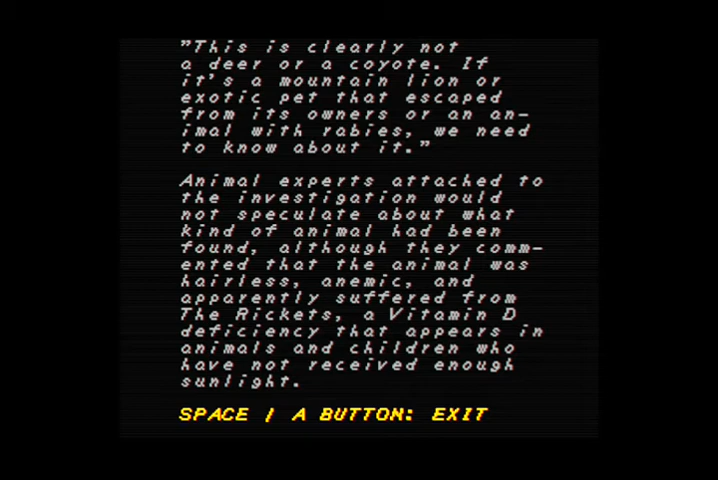 "This is clearly not
a deer or a coyote. If
it's a mountain lion or
exotic pet that escaped
from its owners or an an-
imal with rabies, we need
to know about it."
Animal experts attached to
the investigation would
not speculate about what
kind of animal had been
found, although they comm-
ented that the animal was
hairless, anemic, and
apparently suffered from
The Rickets, a Vitamin D
deficiency that appears in
animals and children who
have not received enough
sunlight.
SPACE / A BUTTON: EXIT